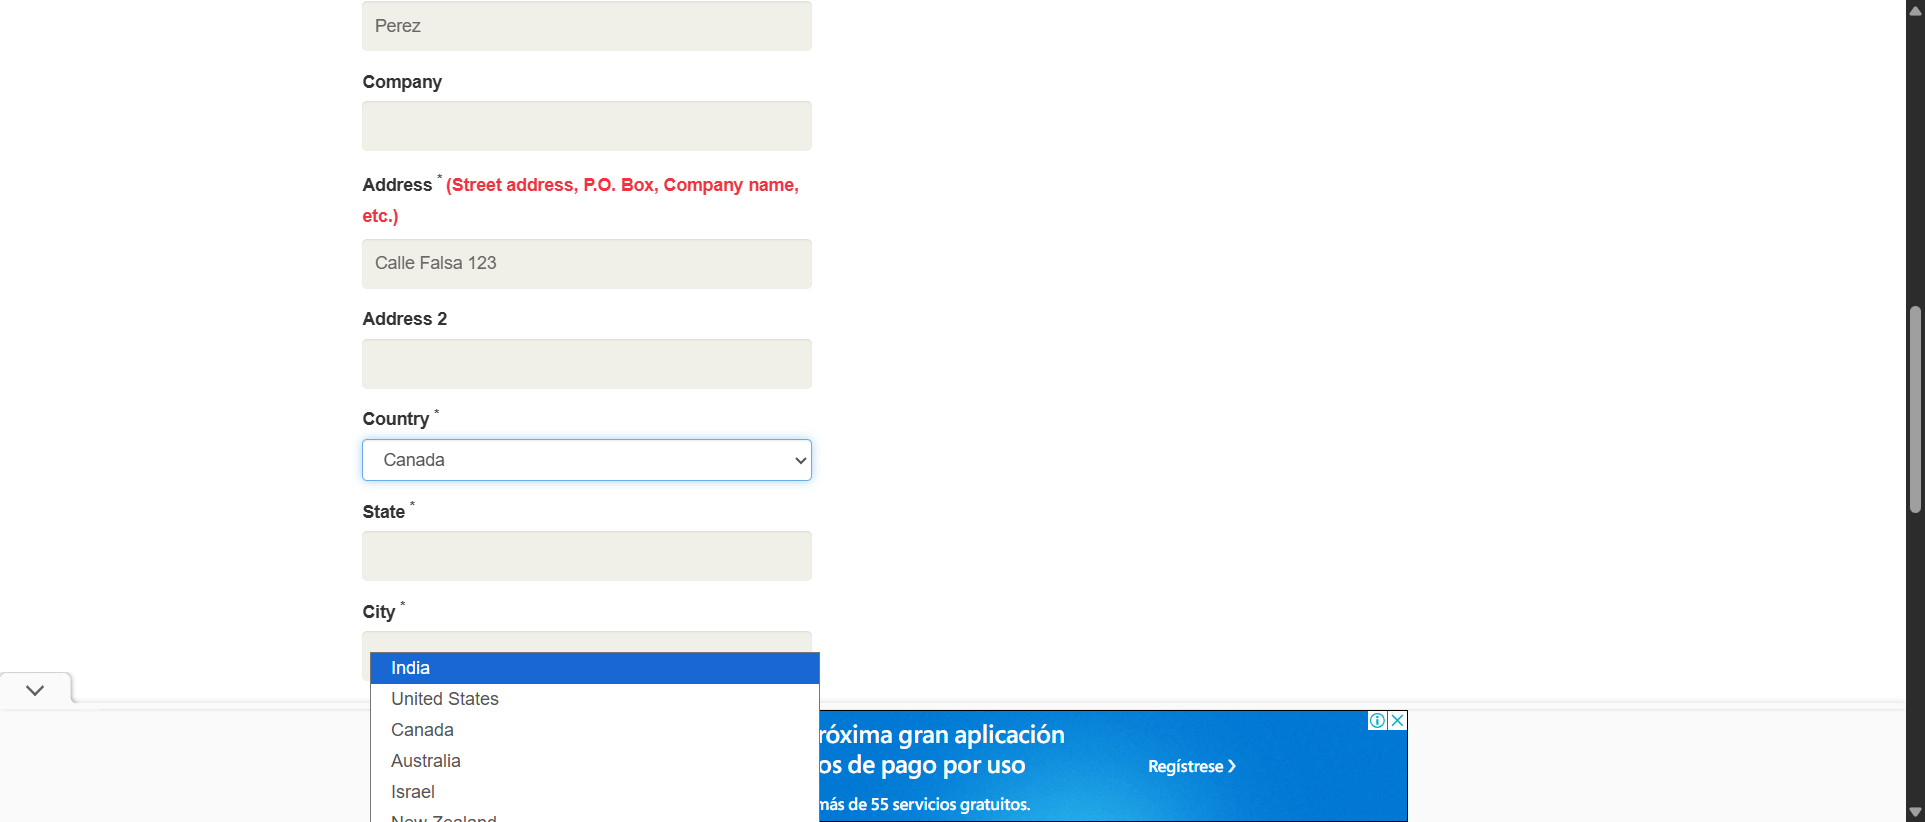 Perez
Company
Address * (Street address, P.O. Box, Company name,
etc.)
Calle Falsa 123
Address 2
Country *
Canada
State *
City *
India
United States
Canada
Australia
Israel
New Zealand
róxima gran aplicación
os de pago por uso
más de 55 servicios gratuitos.
Regístrese